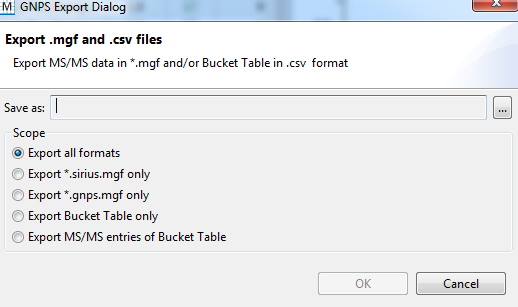 M GNPS Export Dialog
Export .mgf and .csv files
Export MS/MS data in *.mgf and/or Bucket Table in .csv format
Save as: ...
Scope
Export all formats
Export *.sirius.mgf only
Export *.gnps.mgf only
Export Bucket Table only
Export MS/MS entries of Bucket Table
OK Cancel